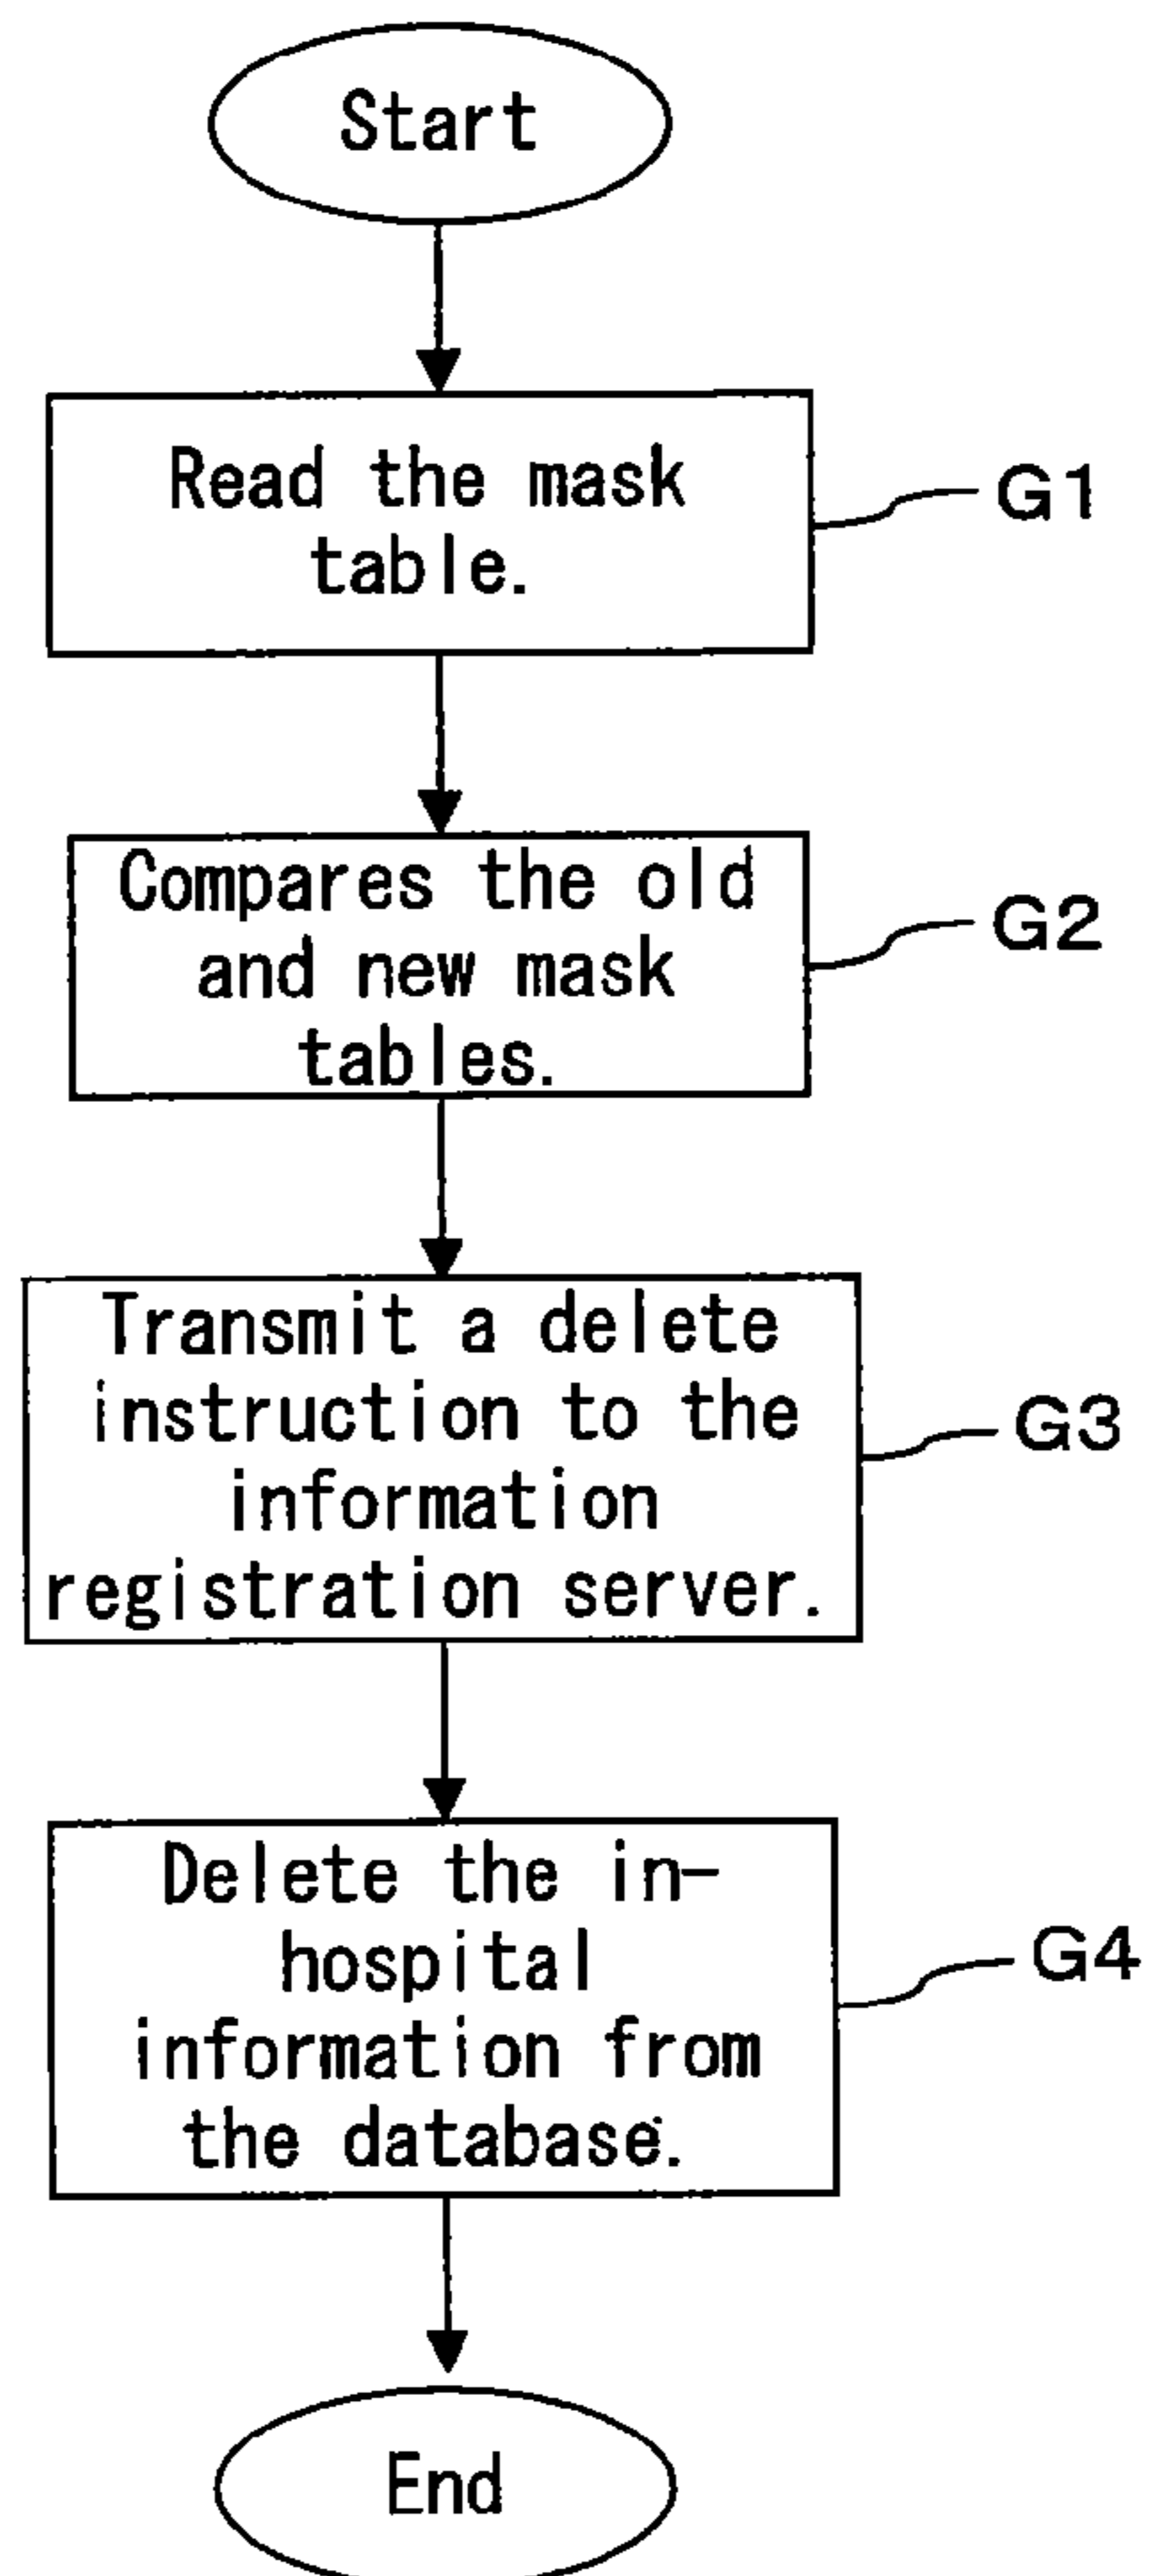 Start
Read the mask
table.
G1
Compares the old
and new mask
tables.
G2
Transmit a delete
instruction to the
information
registration server.
G3
Delete the in-
hospital
information from
the database.
G4
End